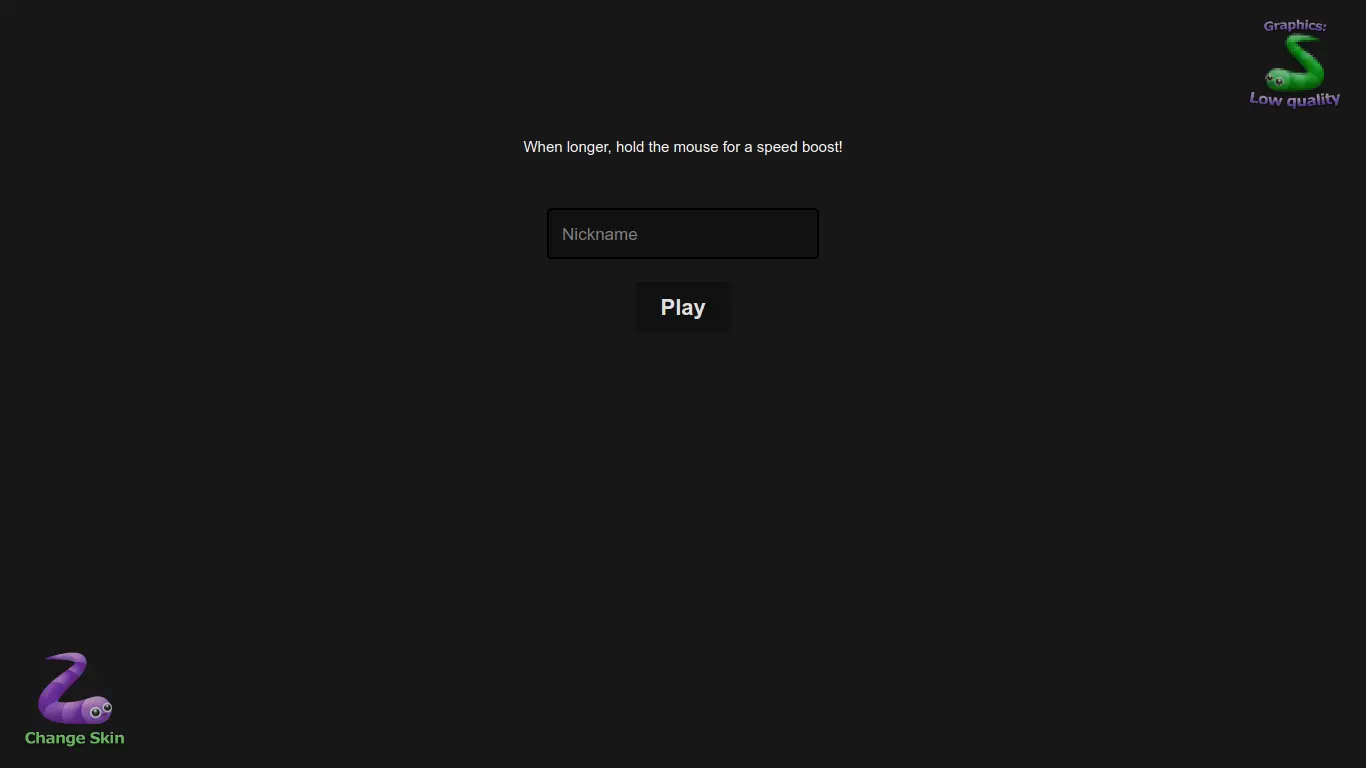 Graphics:
Low quality
When longer, hold the mouse for a speed boost!
Nickname
Play
Change Skin